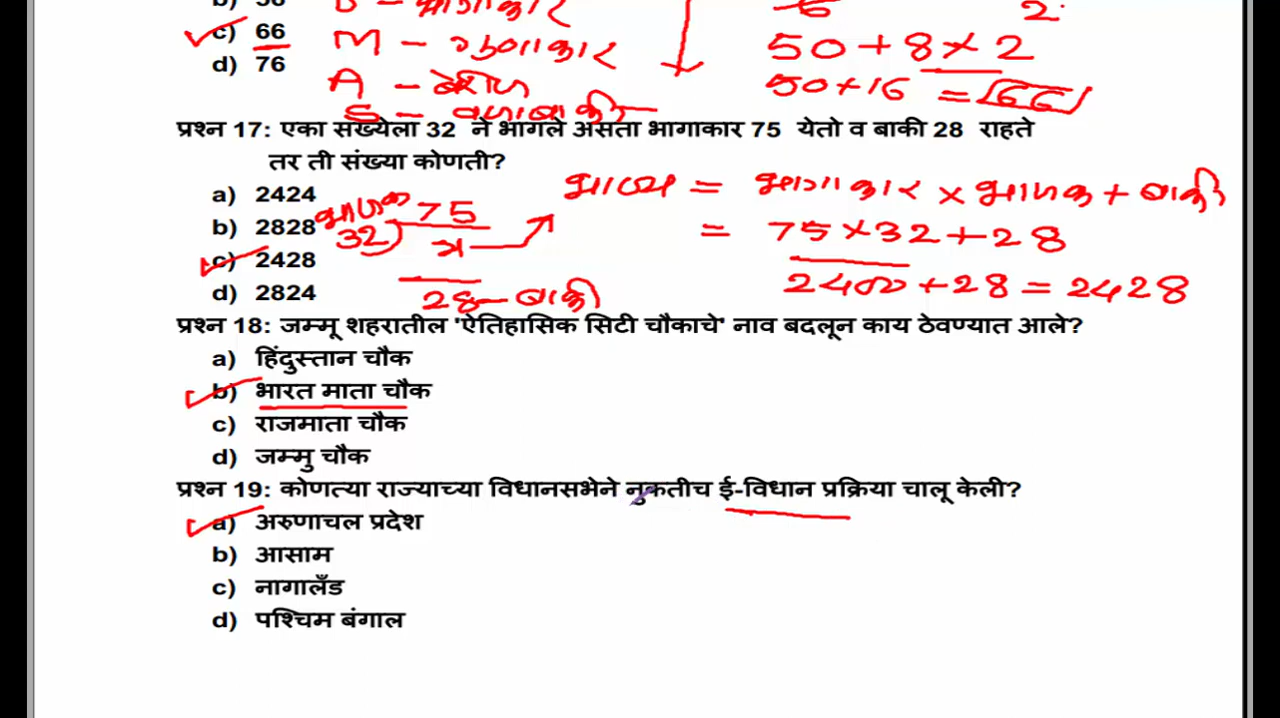 c) 66
d) 76
M - गुणाकार
A - बेरीज
S - वजाबाकी
50 + 8 × 2
50 + 16 = 66
प्रश्न 17: एका संख्येला 32 ने भागले असता भागाकार 75 येतो व बाकी 28 राहते
तर ती संख्या कोणती?
a) 2424
b) 2828
c) 2428
d) 2824
भाजक 75
32) x
28 - बाकी
भाज्य = भागाकार × भाजक + बाकी
= 75 × 32 + 28
2400 + 28 = 2428
प्रश्न 18: जम्मू शहरातील 'ऐतिहासिक सिटी चौकाचे' नाव बदलून काय ठेवण्यात आले?
a) हिंदुस्तान चौक
b) भारत माता चौक
c) राजमाता चौक
d) जम्मु चौक
प्रश्न 19: कोणत्या राज्याच्या विधानसभेने नुकतीच ई-विधान प्रक्रिया चालू केली?
a) अरुणाचल प्रदेश
b) आसाम
c) नागालँड
d) पश्चिम बंगाल